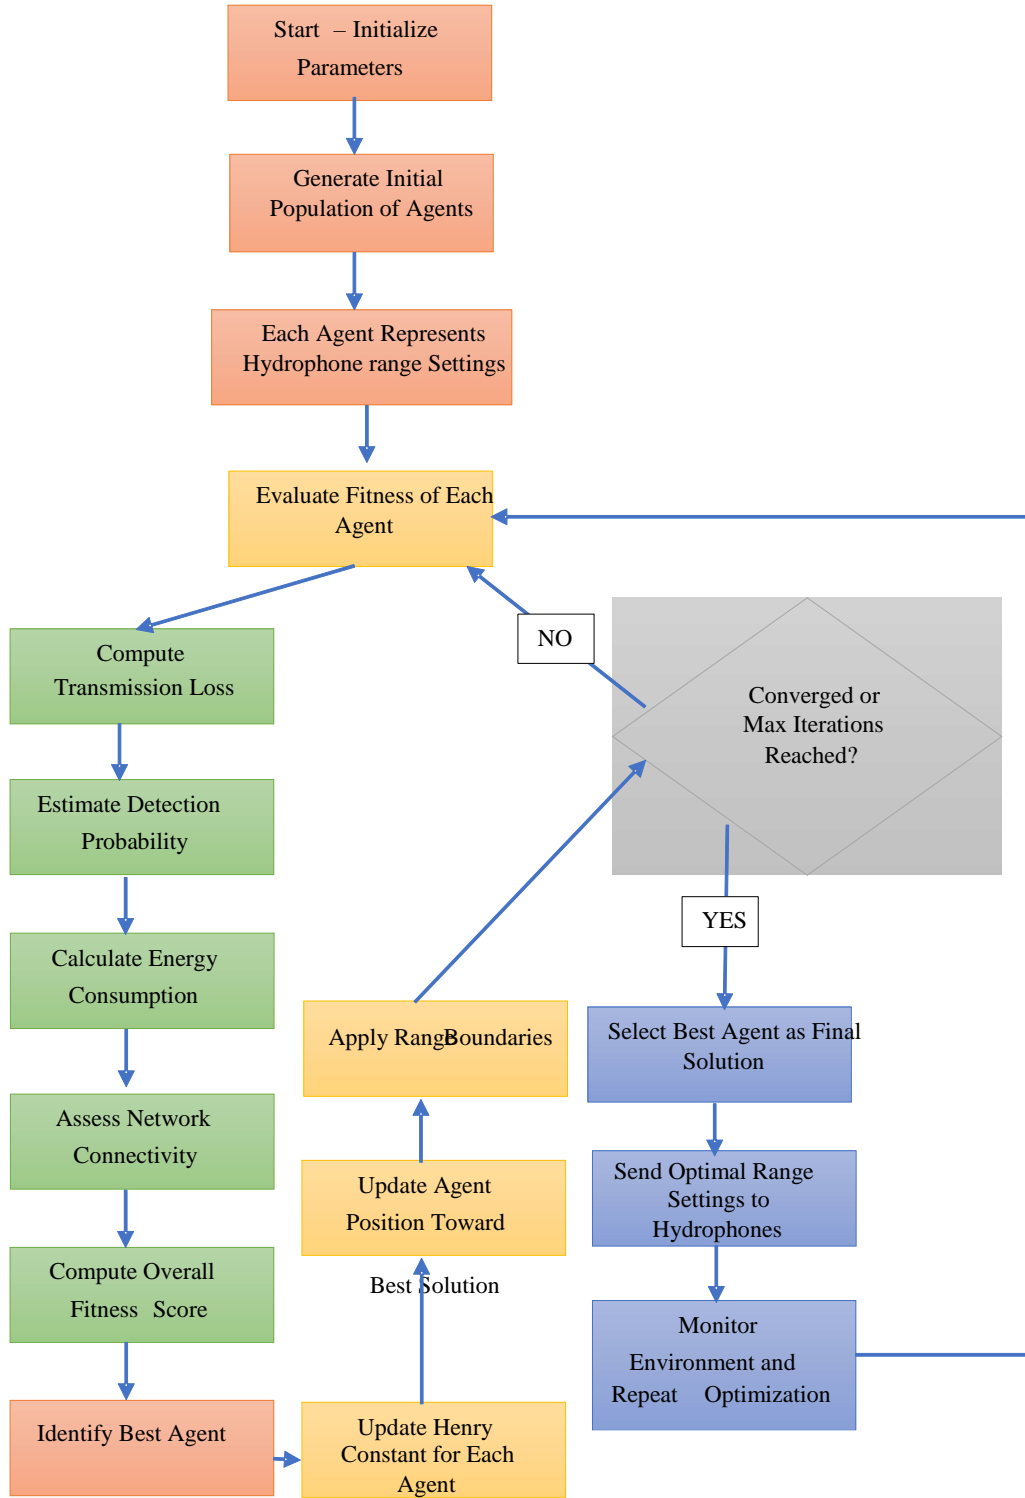 Start – Initialize
Parameters
Generate Initial
Population of Agents
Each Agent Represents
Hydrophone range Settings
Evaluate Fitness of Each
Agent
Compute
Transmission Loss
Estimate Detection
Probability
Calculate Energy
Consumption
Assess Network
Connectivity
Compute Overall
Fitness Score
Identify Best Agent
Update Henry
Constant for Each
Agent
Update Agent
Position Toward
Best Solution
Apply Range Boundaries
Converged or
Max Iterations
Reached?
NO
YES
Select Best Agent as Final
Solution
Send Optimal Range
Settings to
Hydrophones
Monitor
Environment and
Repeat Optimization